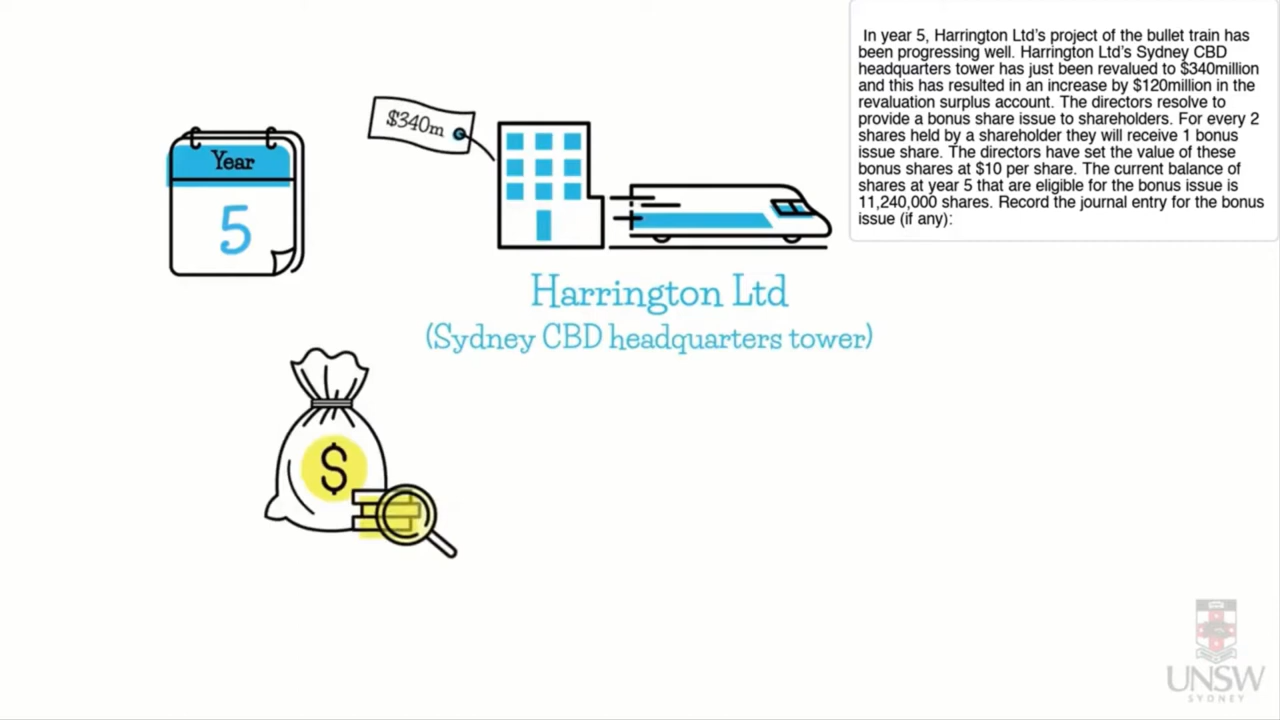 In year 5, Harrington Ltd's project of the bullet train has
been progressing well. Harrington Ltd's Sydney CBD
headquarters tower has just been revalued to $340million
and this has resulted in an increase by $120million in the
revaluation surplus account. The directors resolve to
provide a bonus share issue to shareholders. For every 2
shares held by a shareholder they will receive 1 bonus
issue share. The directors have set the value of these
bonus shares at $10 per share. The current balance of
shares at year 5 that are eligible for the bonus issue is
11,240,000 shares. Record the journal entry for the bonus
issue (if any):
$340m
Year
5
Harrington Ltd
(Sydney CBD headquarters tower)
$
UNSW
SYDNEY